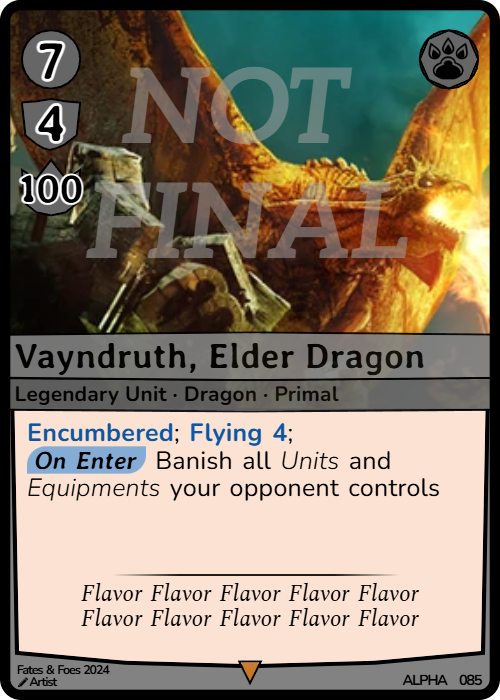 7
4
100
NOT
FINAL
Vayndruth, Elder Dragon
Legendary Unit · Dragon · Primal
Encumbered; Flying 4;
On Enter Banish all Units and
Equipments your opponent controls
Flavor Flavor Flavor Flavor Flavor
Flavor Flavor Flavor Flavor Flavor
Fates & Foes 2024
Artist
ALPHA 085